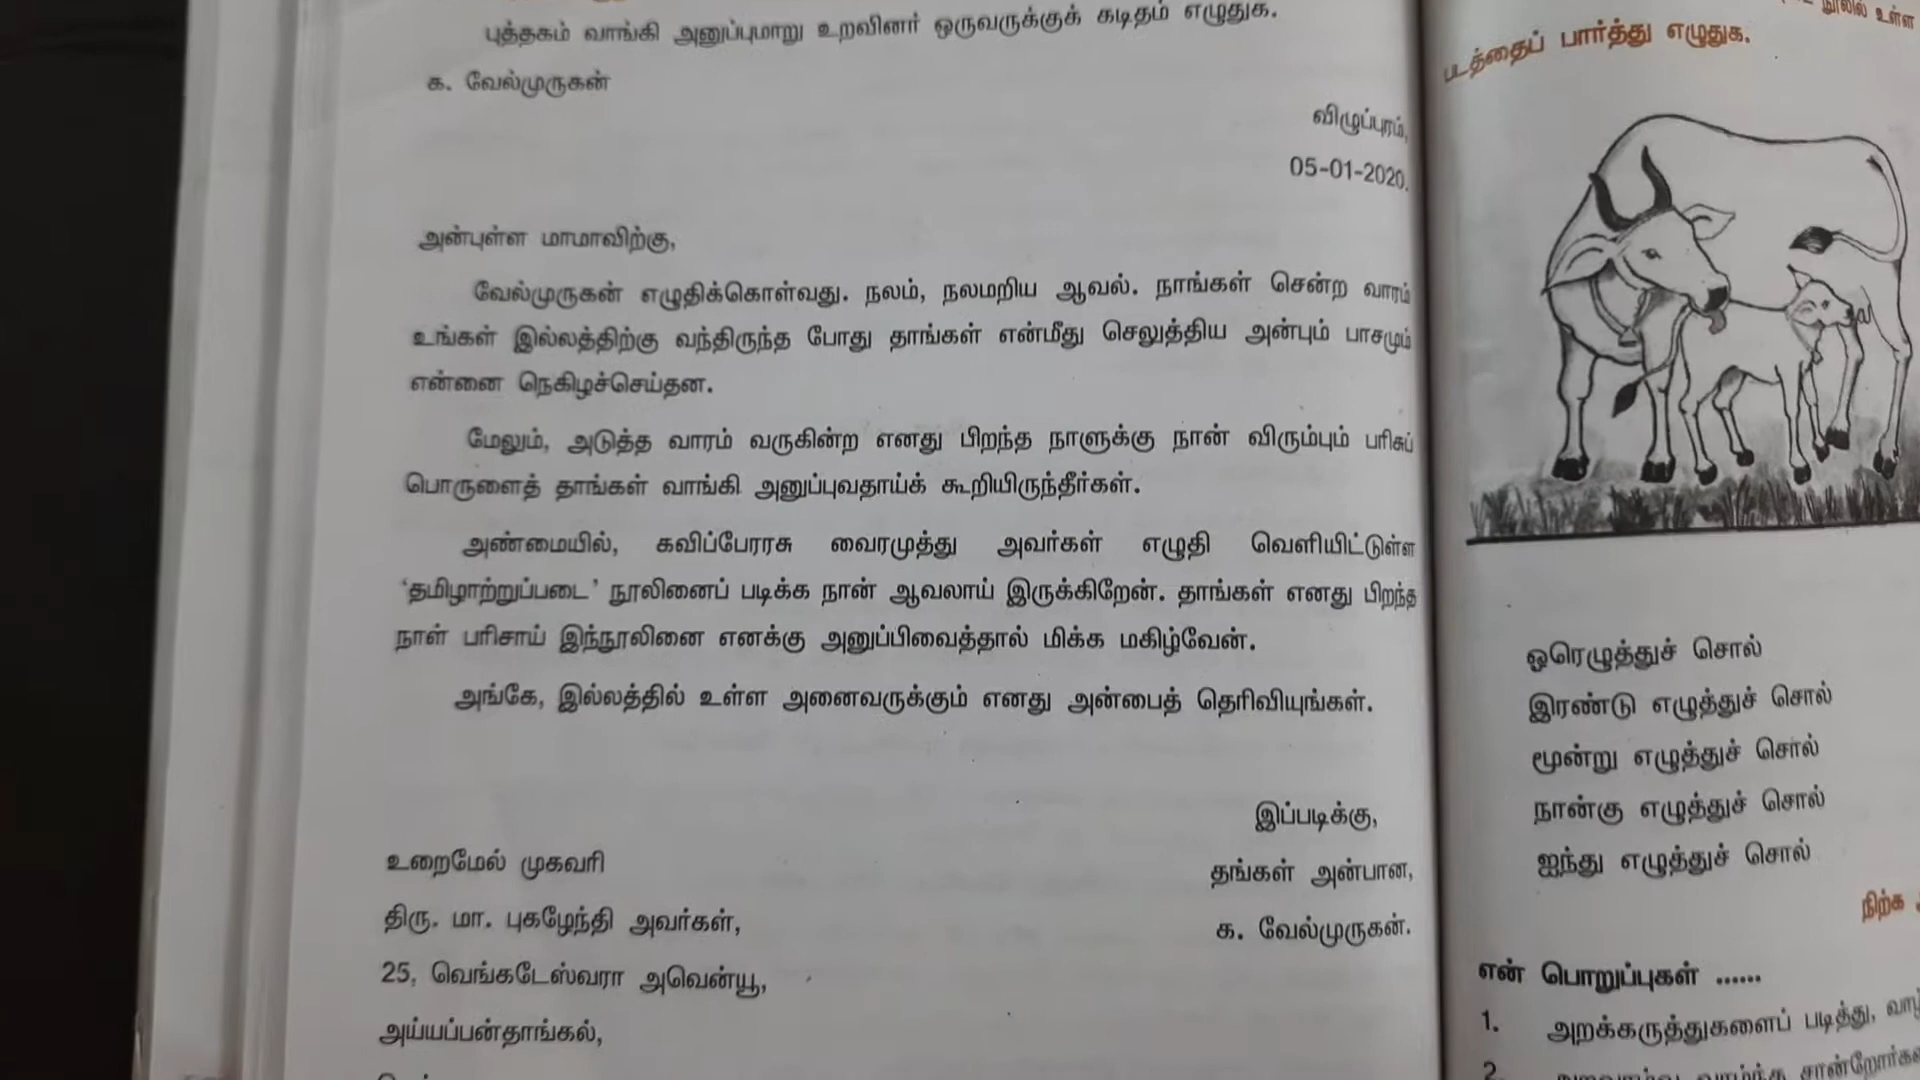 புத்தகம் வாங்கி அனுப்புமாறு உறவினர் ஒருவருக்குக் கடிதம் எழுதுக.
க. வேல்முருகன்
விழுப்புரம்,
05-01-2020.
அன்புள்ள மாமாவிற்கு,
வேல்முருகன் எழுதிக்கொள்வது. நலம், நலமறிய ஆவல். நாங்கள் சென்ற வாரம்
உங்கள் இல்லத்திற்கு வந்திருந்த போது தாங்கள் என்மீது செலுத்திய அன்பும் பாசமும்
என்னை நெகிழச்செய்தன.
மேலும், அடுத்த வாரம் வருகின்ற எனது பிறந்த நாளுக்கு நான் விரும்பும் பரிசுப்
பொருளைத் தாங்கள் வாங்கி அனுப்புவதாய்க் கூறியிருந்தீர்கள்.
அண்மையில், கவிப்பேரரசு வைரமுத்து அவர்கள் எழுதி வெளியிட்டுள்ள
‘தமிழாற்றுப்படை’ நூலினைப் படிக்க நான் ஆவலாய் இருக்கிறேன். தாங்கள் எனது பிறந்த
நாள் பரிசாய் இந்நூலினை எனக்கு அனுப்பிவைத்தால் மிக்க மகிழ்வேன்.
அங்கே, இல்லத்தில் உள்ள அனைவருக்கும் எனது அன்பைத் தெரிவியுங்கள்.
இப்படிக்கு,
தங்கள் அன்பான,
க. வேல்முருகன்.
உறைமேல் முகவரி
திரு. மா. புகழேந்தி அவர்கள்,
25, வெங்கடேஸ்வரா அவென்யூ,
அய்யப்பன்தாங்கல்,
நூலில் உள்ள
படத்தைப் பார்த்து எழுதுக.
ஓரெழுத்துச் சொல்
இரண்டு எழுத்துச் சொல்
மூன்று எழுத்துச் சொல்
நான்கு எழுத்துச் சொல்
ஐந்து எழுத்துச் சொல்
நிற்க
என் பொறுப்புகள் ......
1. அறக்கருத்துகளைப் படித்து,
2.